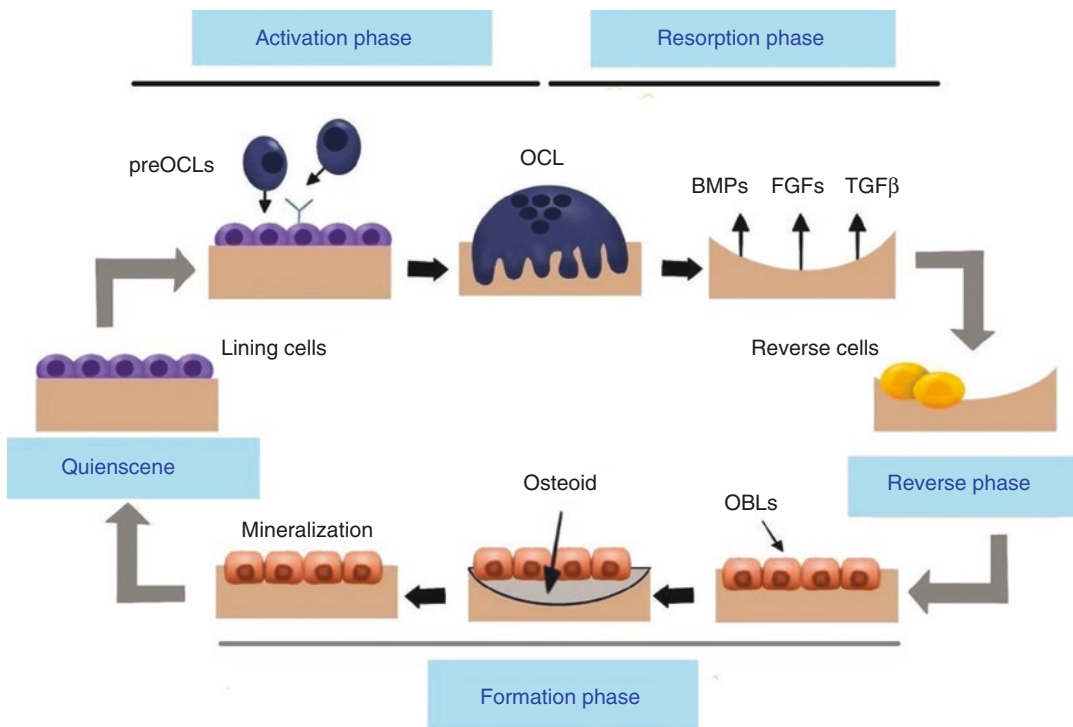 Activation phase
Resorption phase
preOCLs
OCL
BMPs
FGFs
TGFβ
Lining cells
Reverse cells
Quienscene
Reverse phase
Mineralization
Osteoid
OBLs
Formation phase